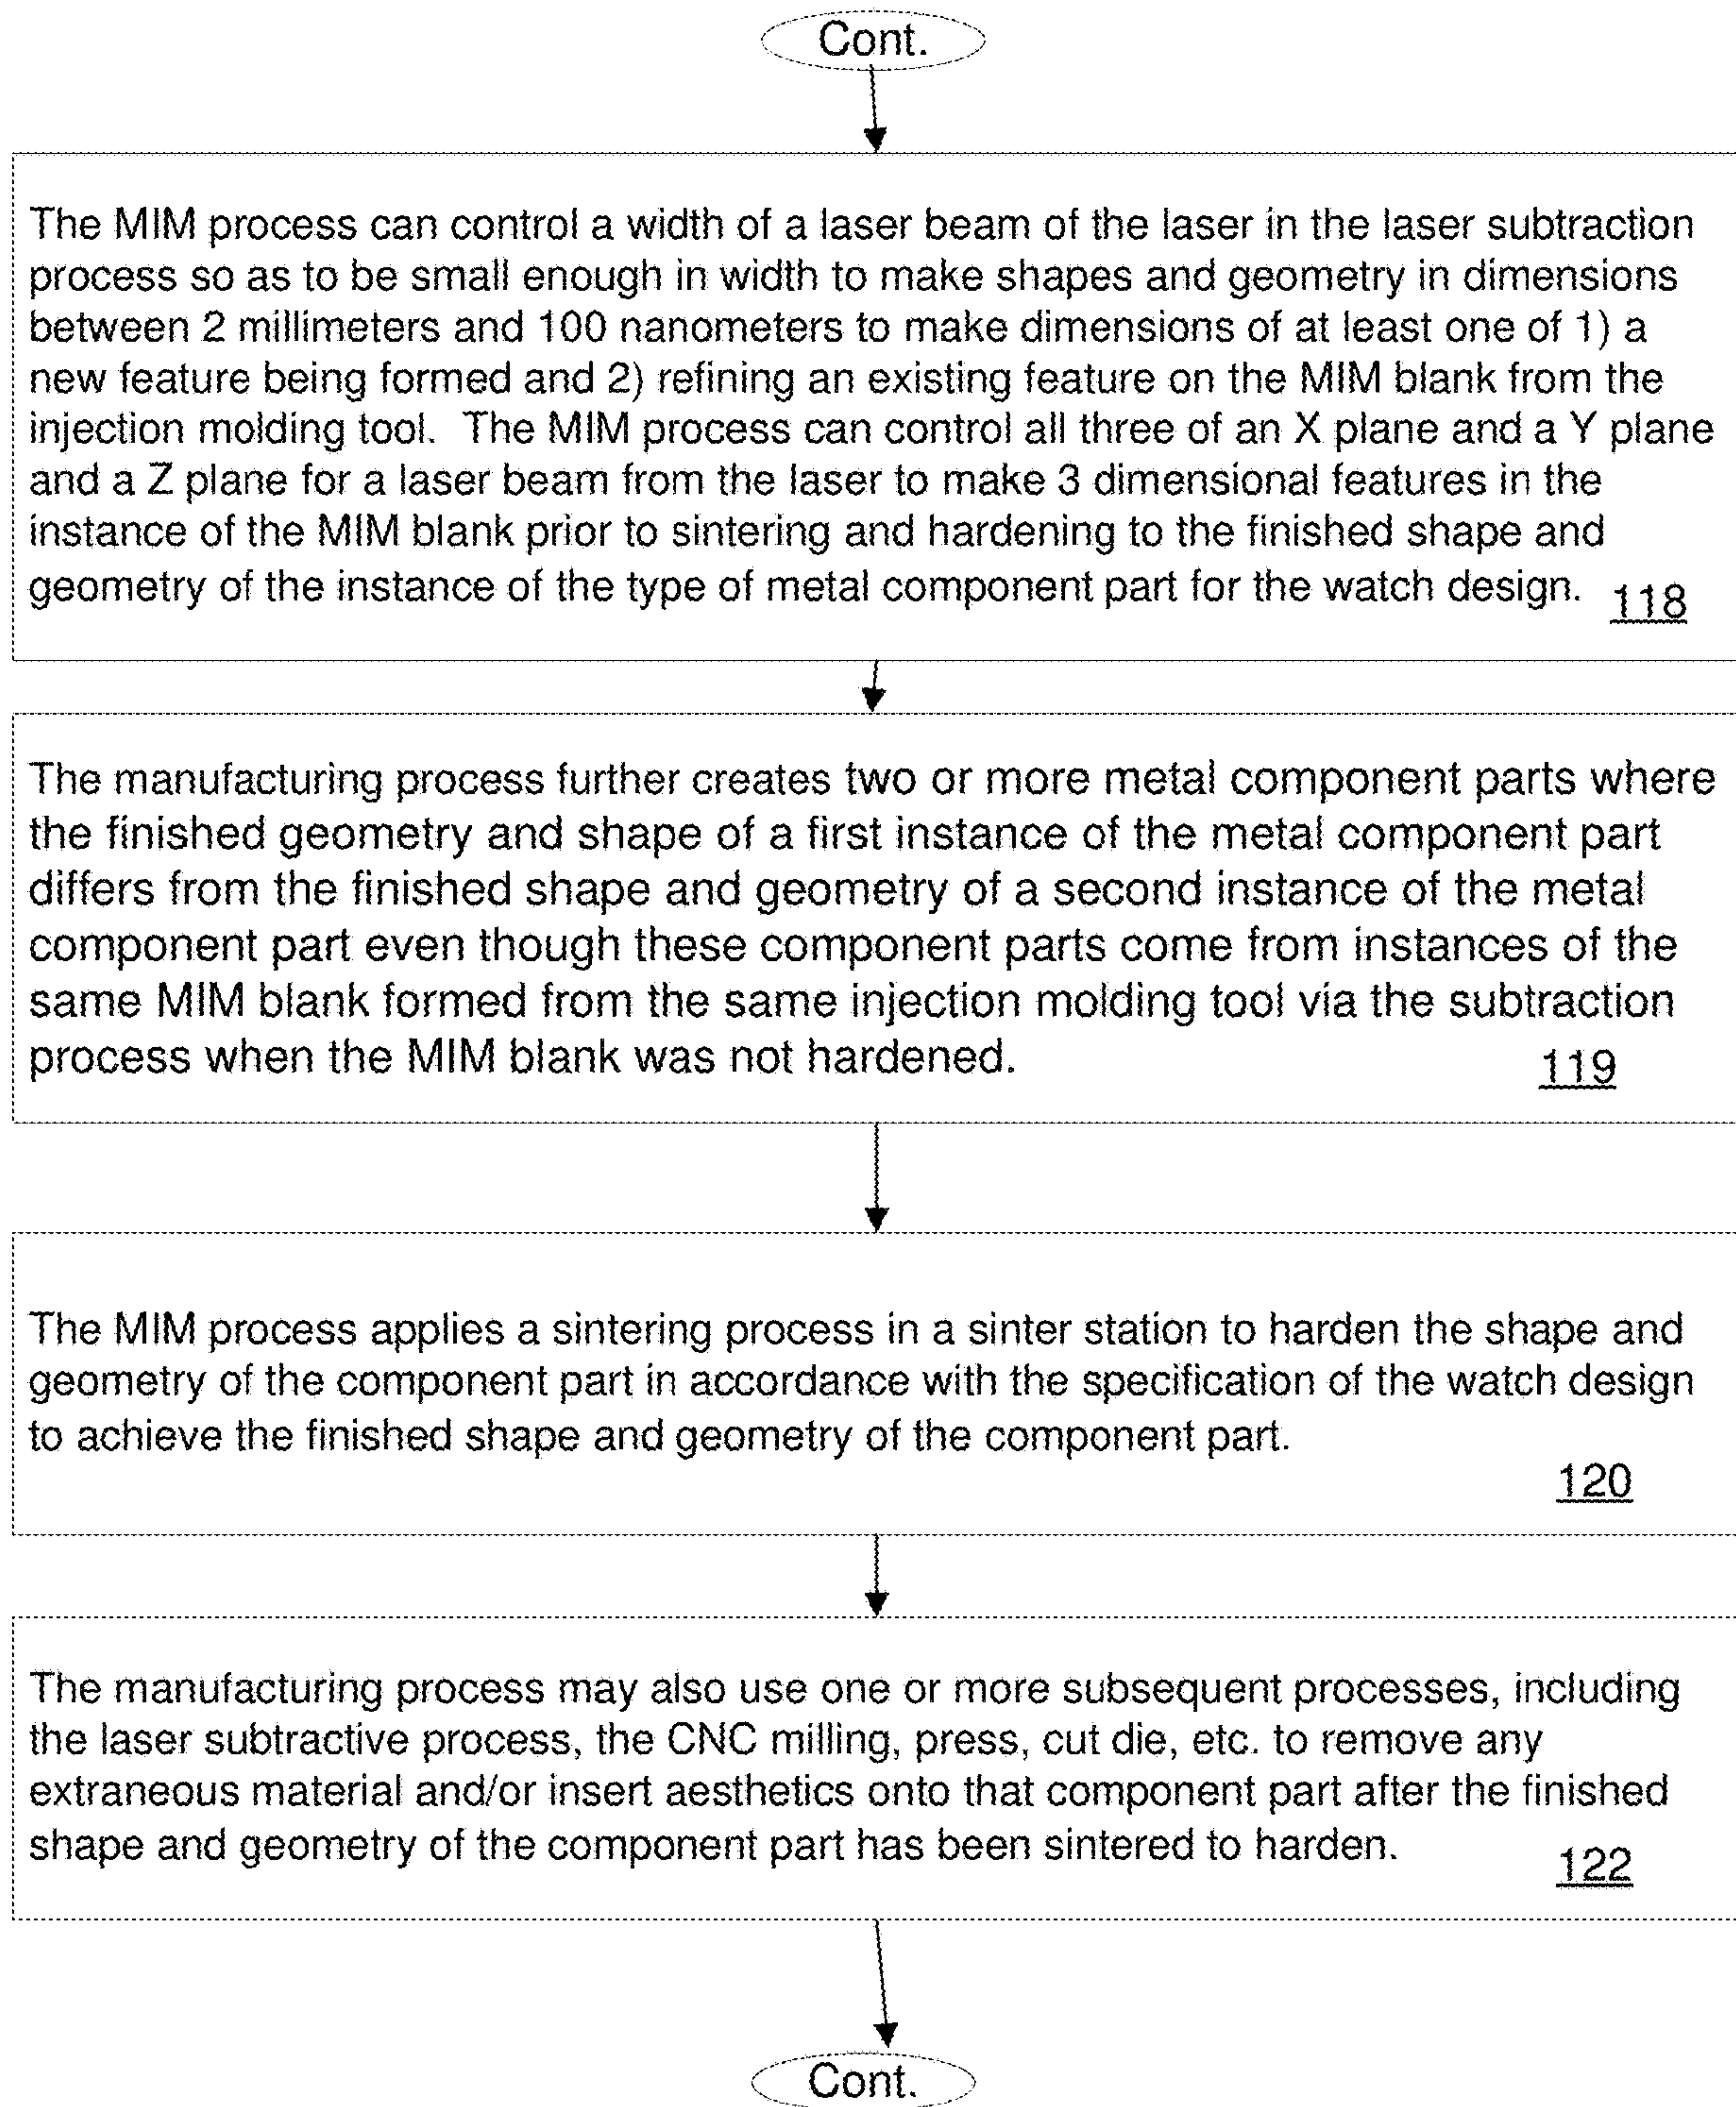 Cont.
The MIM process can control a width of a laser beam of the laser in the laser subtraction
process so as to be small enough in width to make shapes and geometry in dimensions
between 2 millimeters and 100 nanometers to make dimensions of at least one of 1) a
new feature being formed and 2) refining an existing feature on the MIM blank from the
injection molding tool.  The MIM process can control all three of an X plane and a Y plane
and a Z plane for a laser beam from the laser to make 3 dimensional features in the
instance of the MIM blank prior to sintering and hardening to the finished shape and
geometry of the instance of the type of metal component part for the watch design.
118
The manufacturing process further creates two or more metal component parts where
the finished geometry and shape of a first instance of the metal component part
differs from the finished shape and geometry of a second instance of the metal
component part even though these component parts come from instances of the
same MIM blank formed from the same injection molding tool via the subtraction
process when the MIM blank was not hardened.
119
The MIM process applies a sintering process in a sinter station to harden the shape and
geometry of the component part in accordance with the specification of the watch design
to achieve the finished shape and geometry of the component part.
120
The manufacturing process may also use one or more subsequent processes, including
the laser subtractive process, the CNC milling, press, cut die, etc. to remove any
extraneous material and/or insert aesthetics onto that component part after the finished
shape and geometry of the component part has been sintered to harden.
122
Cont.